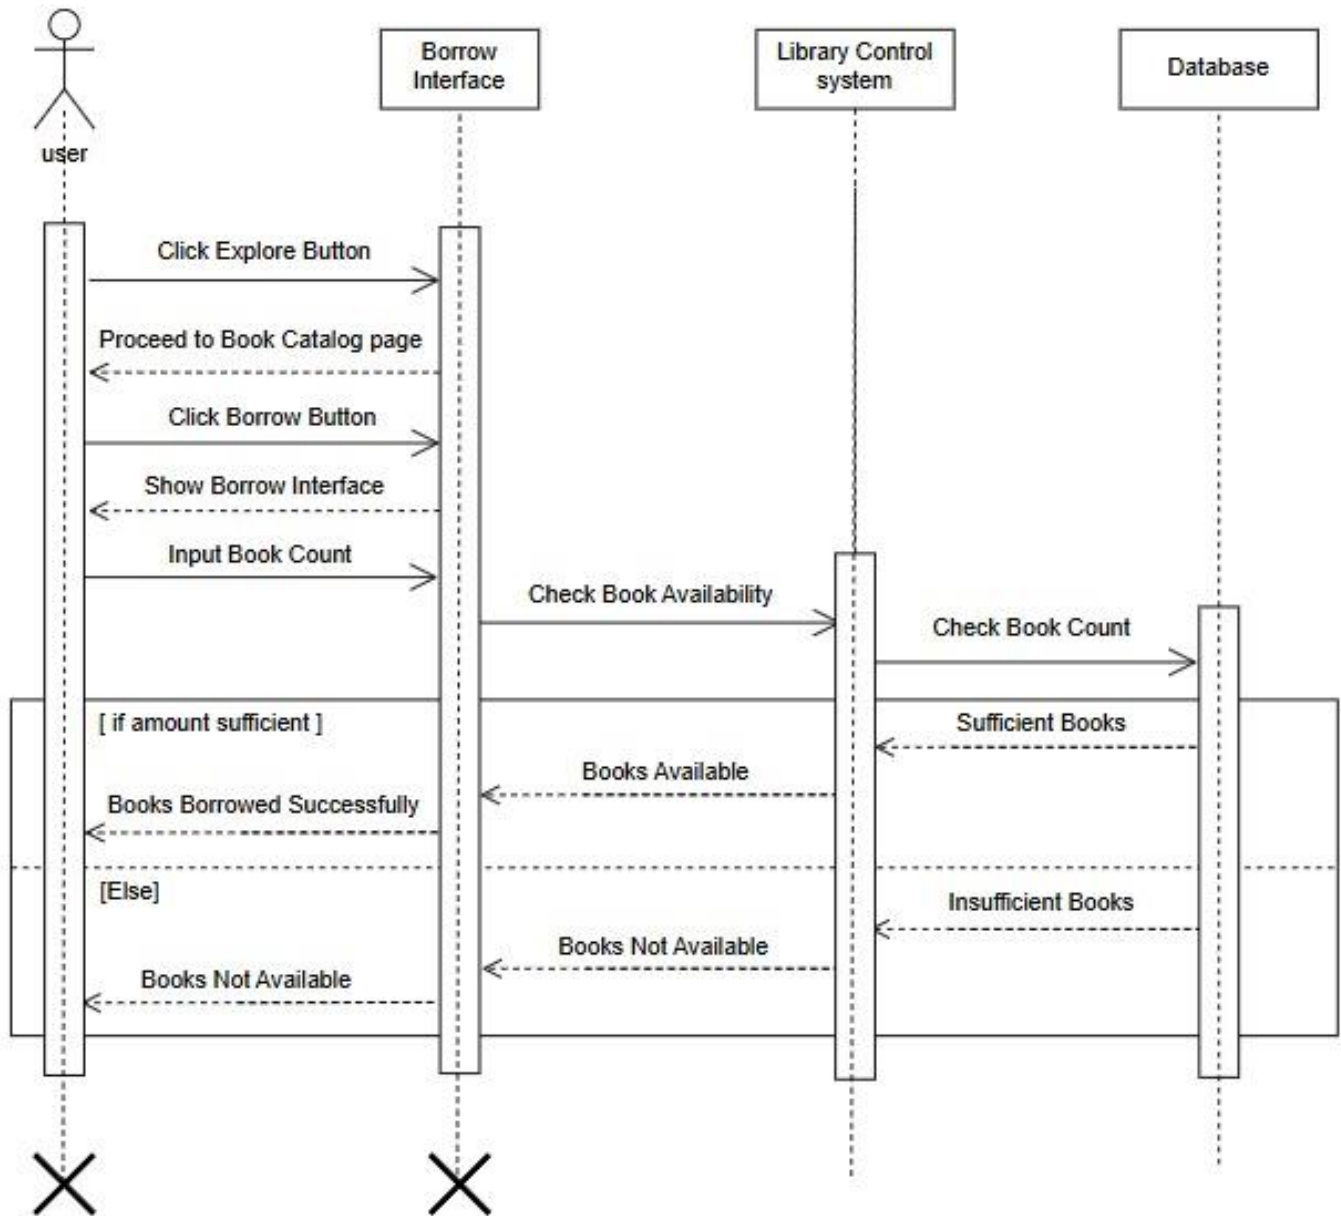 Borrow
Interface
Library Control
system
Database
user
Click Explore Button
Proceed to Book Catalog page
Click Borrow Button
Show Borrow Interface
Input Book Count
Check Book Availability
Check Book Count
[ if amount sufficient ]
Sufficient Books
Books Available
Books Borrowed Successfully
[Else]
Insufficient Books
Books Not Available
Books Not Available